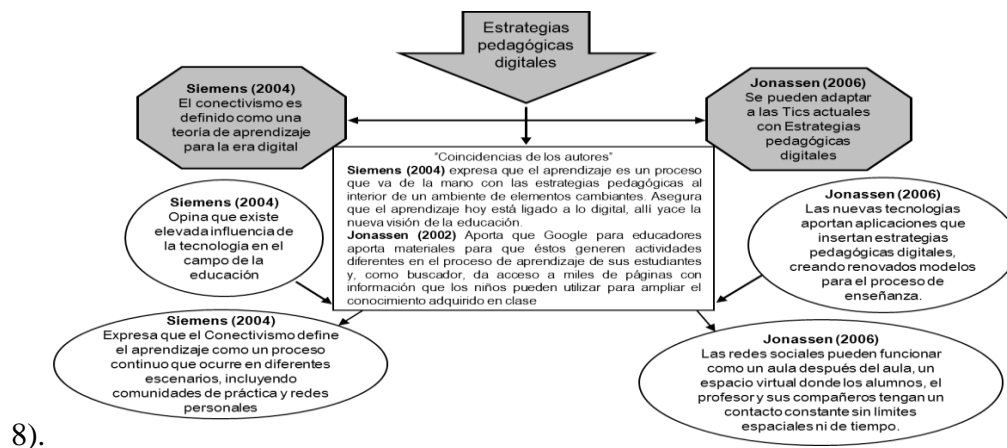 Estrategias
pedagógicas
digitales
Siemens (2004)
El conectivismo es
definido como una
teoría de aprendizaje
para la era digital
Jonassen (2006)
Se pueden adaptar
a las Tics actuales
con Estrategias
pedagógicas
digitales
"Coincidencias de los autores"
Siemens (2004) expresa que el aprendizaje es un proceso
que va de la mano con las estrategias pedagógicas al
interior de un ambiente de elementos cambiantes. Asegura
que el aprendizaje hoy está ligado a lo digital, allí yace la
nueva visión de la educación.
Jonassen (2002) Aporta que Google para educadores
aporta materiales para que éstos generen actividades
diferentes en el proceso de aprendizaje de sus estudiantes
y, como buscador, da acceso a miles de páginas con
información que los niños pueden utilizar para ampliar el
conocimiento adquirido en clase
Siemens (2004)
Opina que existe
elevada influencia de
la tecnología en el
campo de la
educación
Jonassen (2006)
Las nuevas tecnologías
aportan aplicaciones que
insertan estrategias
pedagógicas digitales,
creando renovados modelos
para el proceso de
enseñanza.
Siemens (2004)
Expresa que el Conectivismo define
el aprendizaje como un proceso
continuo que ocurre en diferentes
escenarios, incluyendo
comunidades de práctica y redes
personales
Jonassen (2006)
Las redes sociales pueden funcionar
como un aula después del aula, un
espacio virtual donde los alumnos, el
profesor y sus compañeros tengan un
contacto constante sin límites
espaciales ni de tiempo.
8).